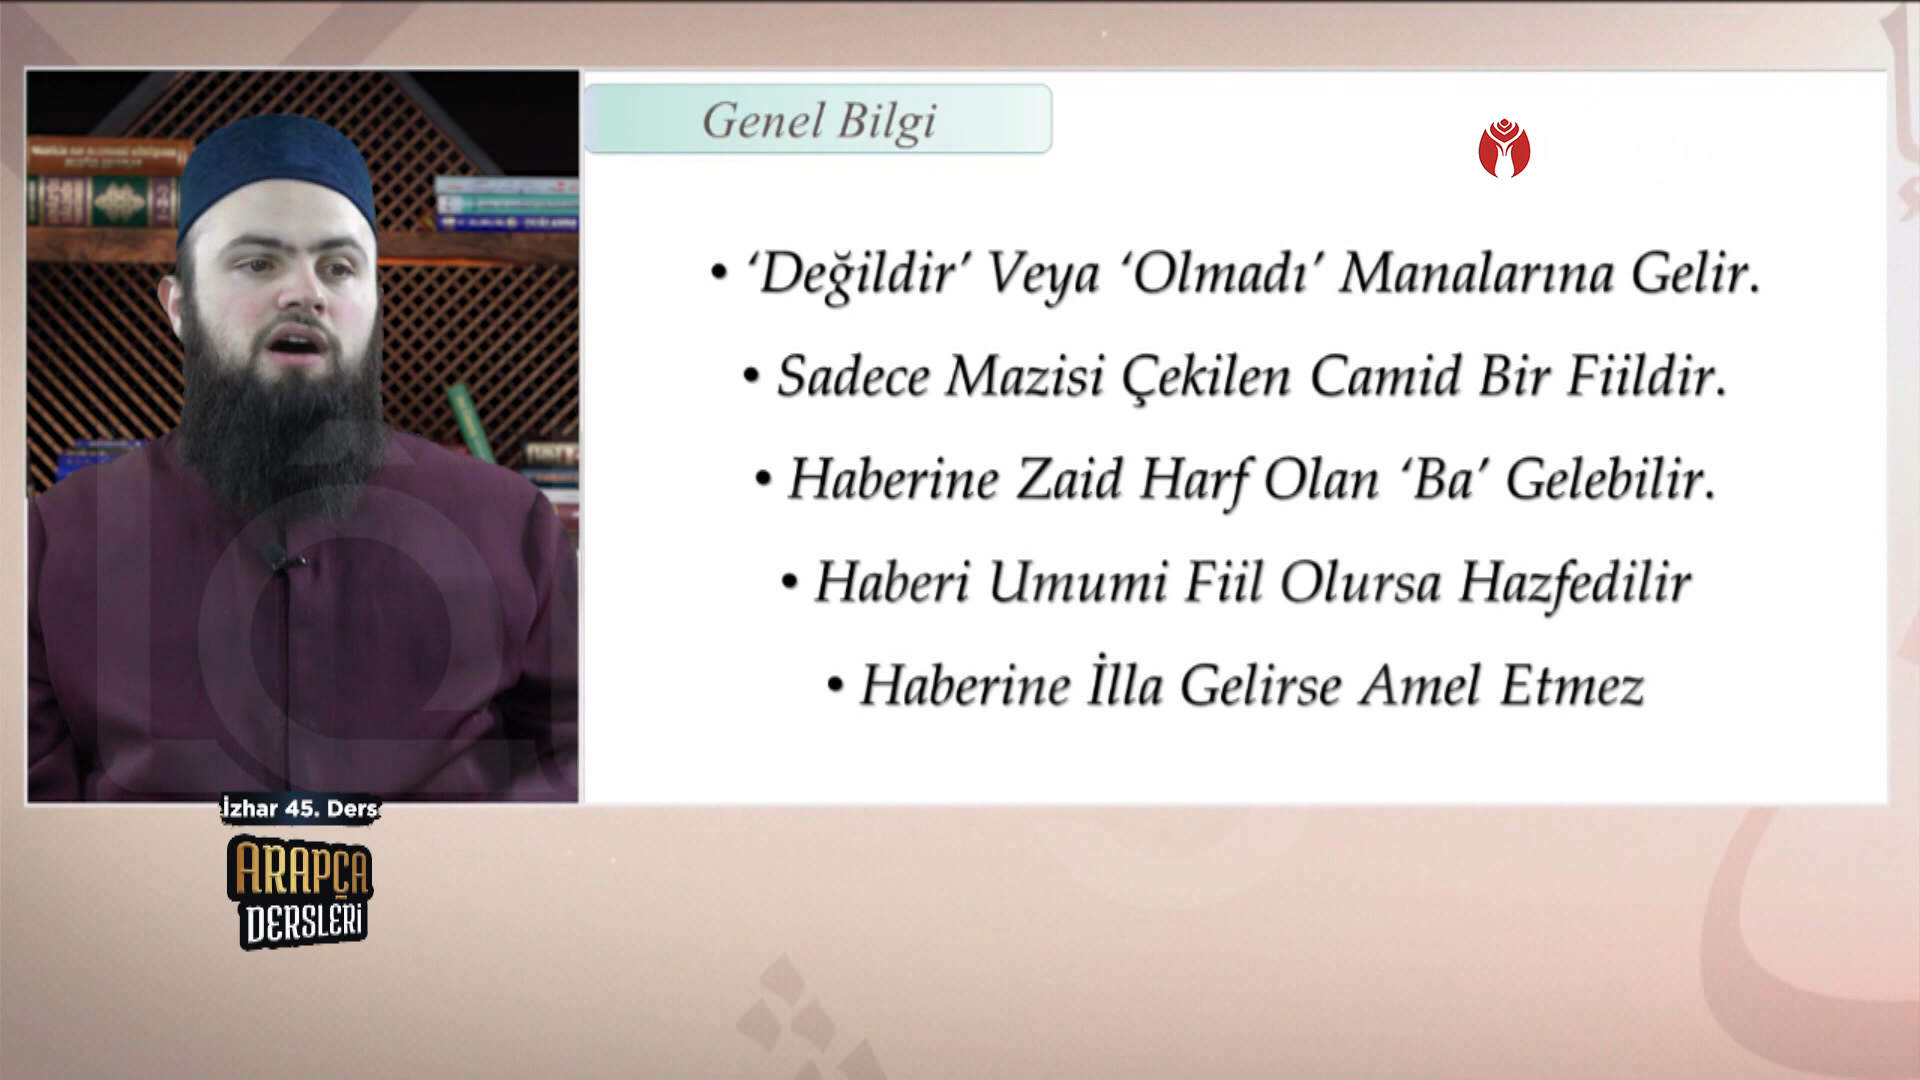 Genel Bilgi
• ‘Değildir’ Veya ‘Olmadı’ Manalarına Gelir.
• Sadece Mazisi Çekilen Camid Bir Fiildir.
• Haberine Zaid Harf Olan ‘Ba’ Gelebilir.
• Haberi Umumi Fiil Olursa Hazfedilir
• Haberine İlla Gelirse Amel Etmez
İzhar 45. Ders
ARAPÇA
DERSLERİ